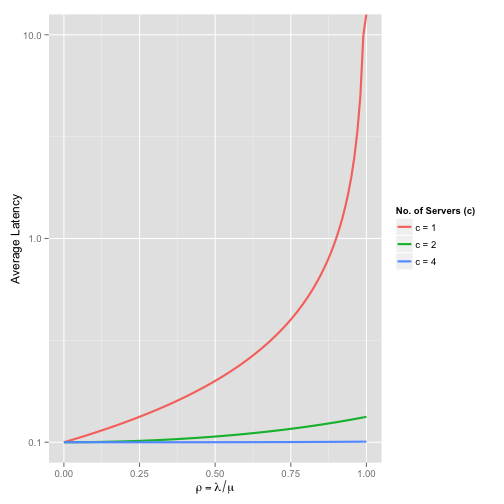 10.0
1.0
0.1
Average Latency
0.00 0.25 0.50 0.75 1.00
ρ = λ/μ
No. of Servers (c)
c = 1
c = 2
c = 4